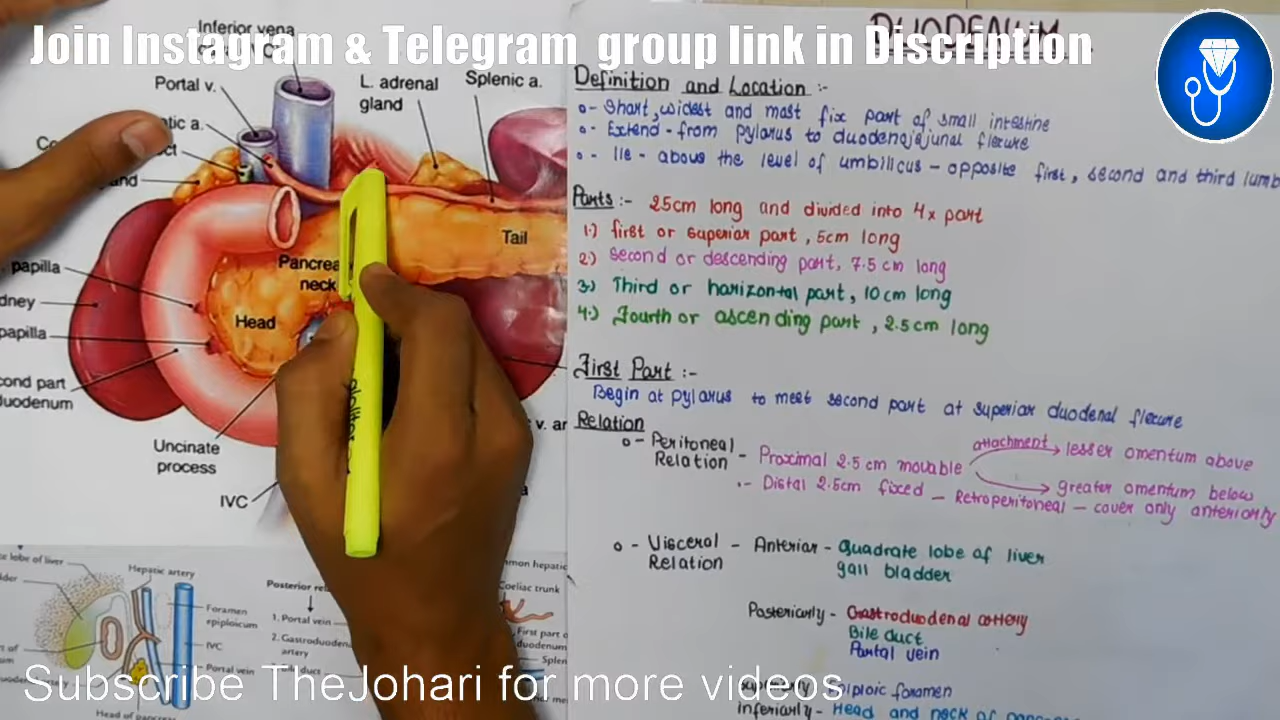 Join Instagram & Telegram group link in Discription
DUODENUM
Inferior vena
Portal v.
L. adrenal
gland
Splenic a.
Tail
papilla
Head
neck
papilla
Uncinate
process
IVC
Definition and Location :-
o- Short, widest and most fix part of small intestine
o- Extend - from pylorus to duodenojejunal flexure
o- lie - above the level of umbilicus - opposite first, second and third lumb
Parts :- 25cm long and divided into 4x part
1.) first or superior part, 5cm long
2.) second or descending part, 7.5 cm long
3.) Third or horizontal part, 10 cm long
4.) Fourth or ascending part, 2.5 cm long
First Part :-
Begin at pylorus to meet second part at superior duodenal flexure
Relation
o- Peritoneal Relation - Proximal 2.5 cm movable attachment lesser omentum above
greater omentum below
.- Distal 2.5cm fixed - Retroperitoneal - cover only anteriorly
o - Visceral Relation - Anterior - quadrate lobe of liver
gall bladder
Posteriorly - Gastroduodenal artery
Bile duct
Portal vein
Inferiorly - Head and neck of
lobe of liver
Hepatic artery
Foramen
epiploicum
IVC
Portal vein
1. Portal vein
2. Gastroduodena
artery
Coeliac trunk
First part o
duodenum
Splen
Subscribe TheJohari for more videos